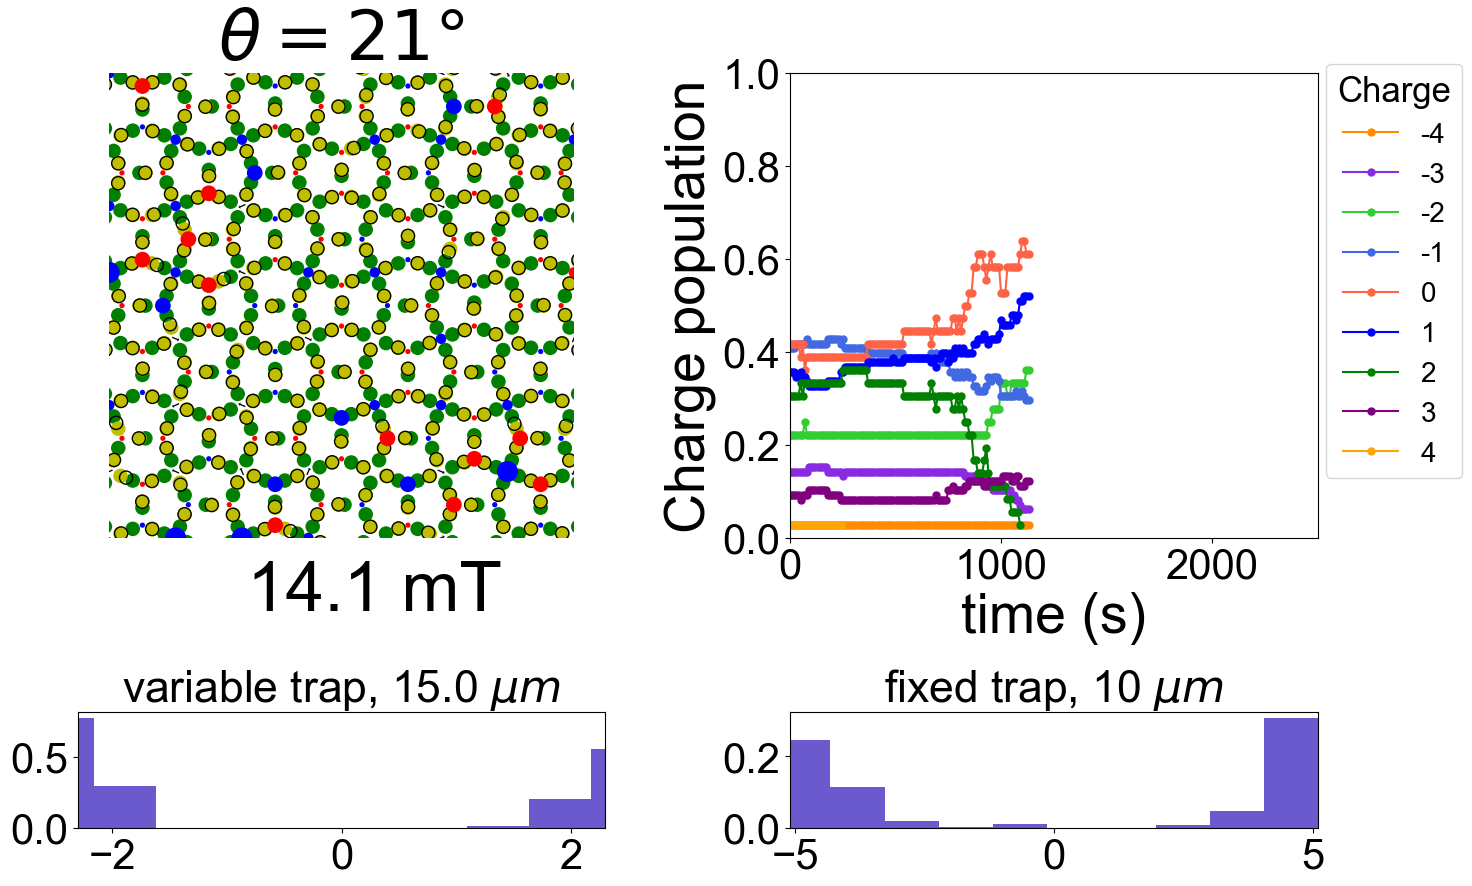 θ = 21°
14.1 mT
1.0
0.8
0.6
0.4
0.2
0.0
Charge population
0 1000 2000
time (s)
Charge
-4
-3
-2
-1
0
1
2
3
4
variable trap, 15.0 μm
0.5
0.0
−2 0 2
fixed trap, 10 μm
0.2
0.0
−5 0 5